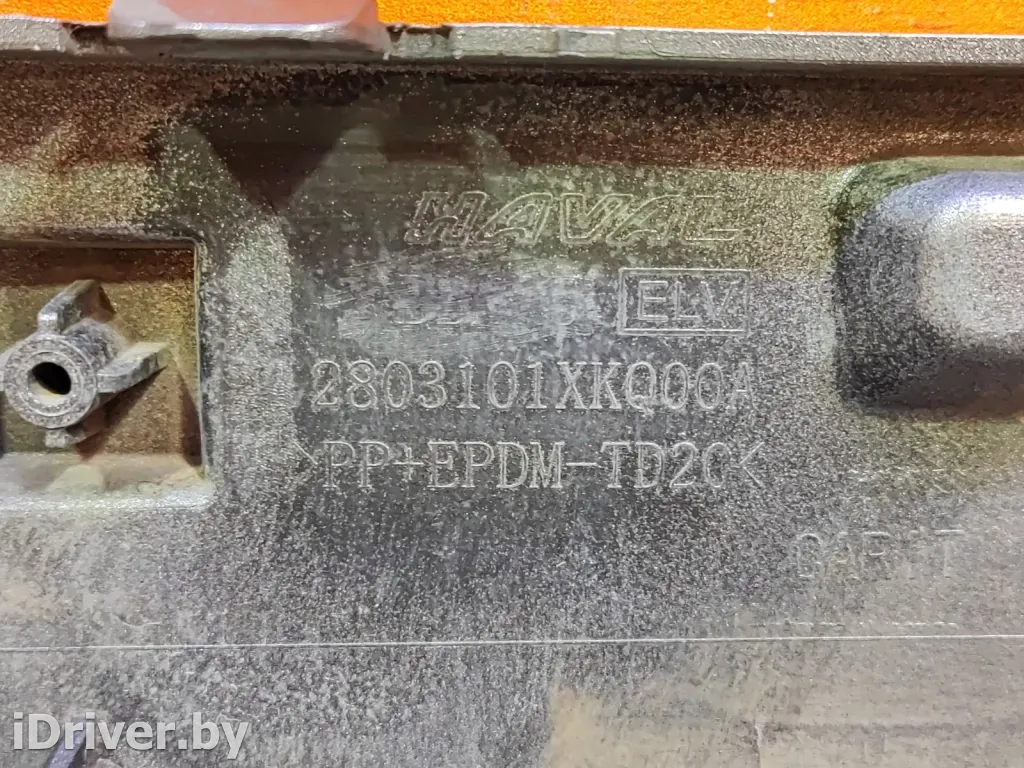 HAVAL
ELV
2803101XKQ00A
>PP+EPDM-TD20<
iDriver.by